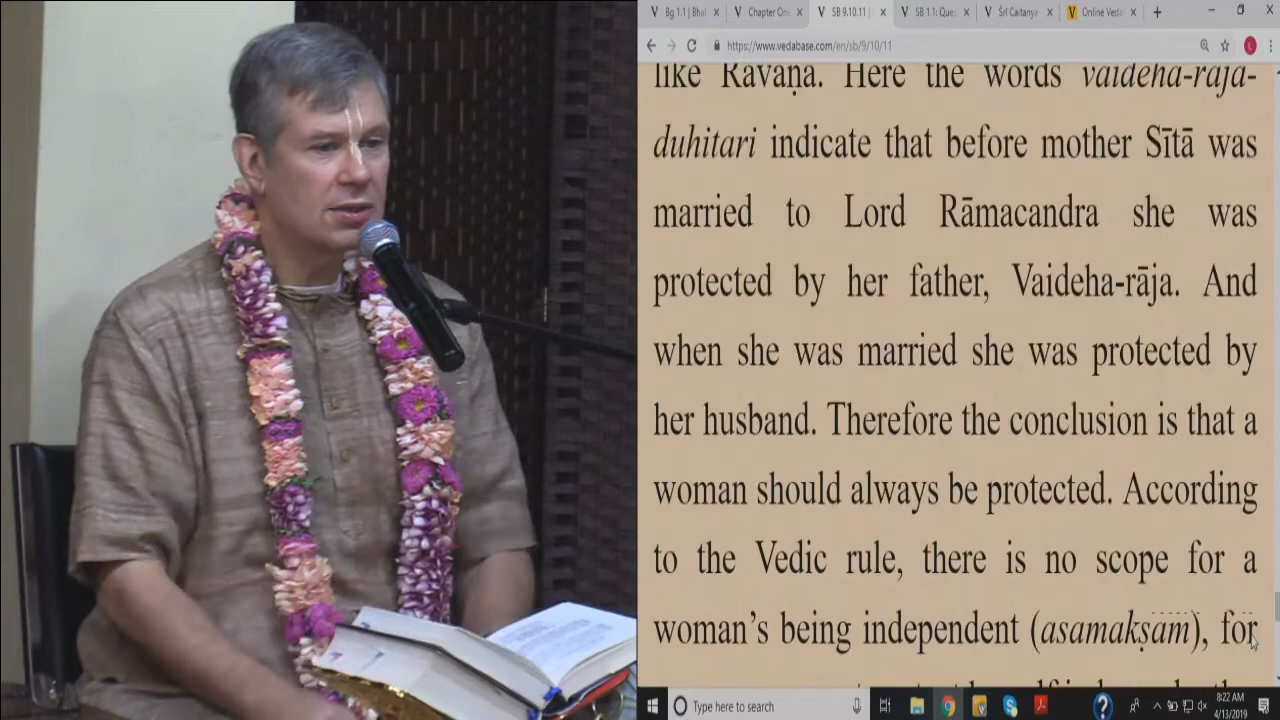 Bg 1.1 | Bha
Chapter On
SB 9.10.11 |
SB 1.1: Que
Śrī Caitanya
Online Ved
https://www.vedabase.com/en/sb/9/10/11
like Rāvaṇa. Here the words vaideha-rāja-
duhitari indicate that before mother Sītā was
married to Lord Rāmacandra she was
protected by her father, Vaideha-rāja. And
when she was married she was protected by
her husband. Therefore the conclusion is that a
woman should always be protected. According
to the Vedic rule, there is no scope for a
woman's being independent (asamakṣam), for
Type here to search
8:22 AM
4/13/2019